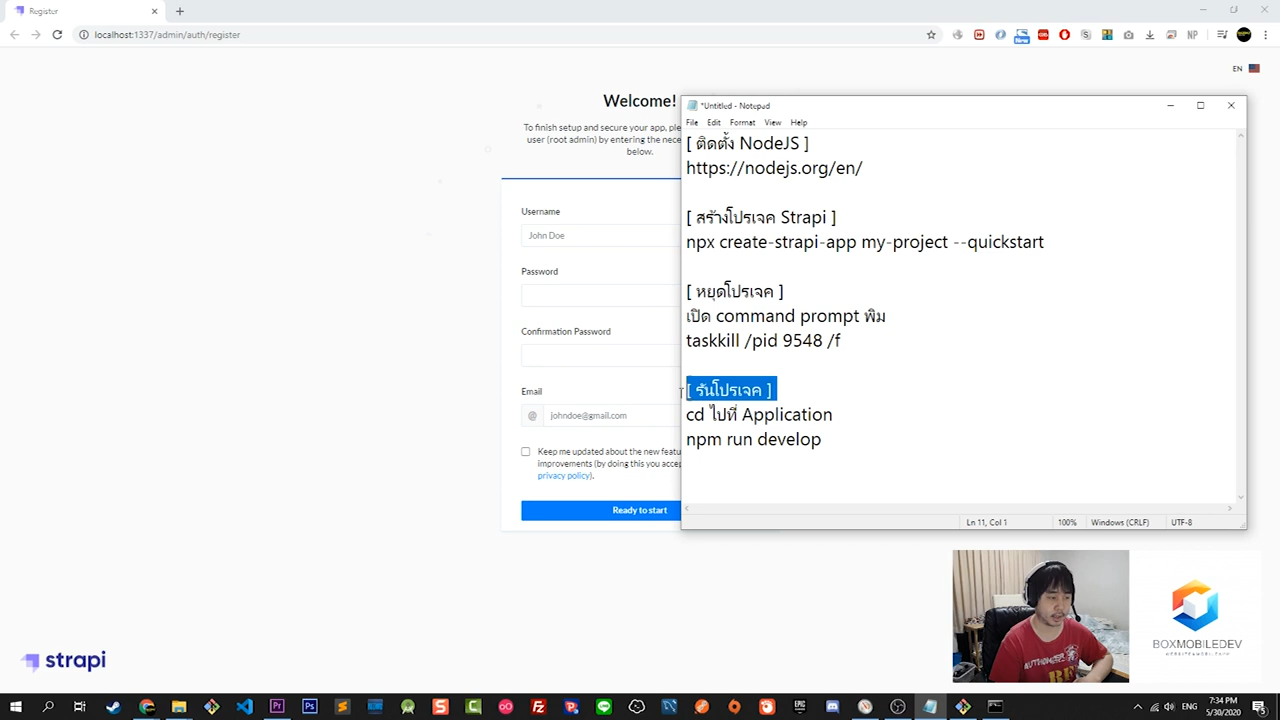 Register
localhost:1337/admin/auth/register
New
NP
EN
Welcome!
To finish setup and secure your app, ple
user (root admin) by entering the nece
below.
Username
John Doe
Password
Confirmation Password
Email
@ johndoe@gmail.com
Keep me updated about the new featu
improvements (by doing this you accep
privacy policy).
Ready to start
*Untitled - Notepad
File Edit Format View Help
[ ติดตั้ง NodeJS ]
https://nodejs.org/en/
[ สร้างโปรเจค Strapi ]
npx create-strapi-app my-project --quickstart
[ หยุดโปรเจค ]
เปิด command prompt พิม
taskkill /pid 9548 /f
[ รันโปรเจค ]
cd ไปที่ Application
npm run develop
Ln 11, Col 1 100% Windows (CRLF) UTF-8
strapi
BOXMOBILEDEV
ENG
7:34 PM
5/30/2020